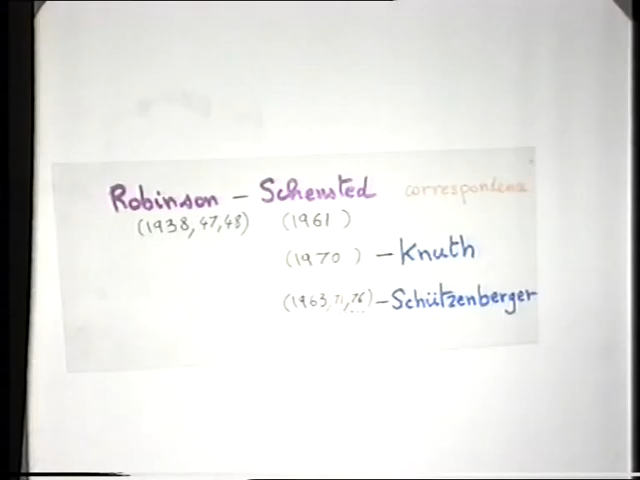 Robinson – Schensted correspondence
(1938, 47, 48) (1961 )
(1970 ) – Knuth
(1963, 71, 76) – Schützenberger